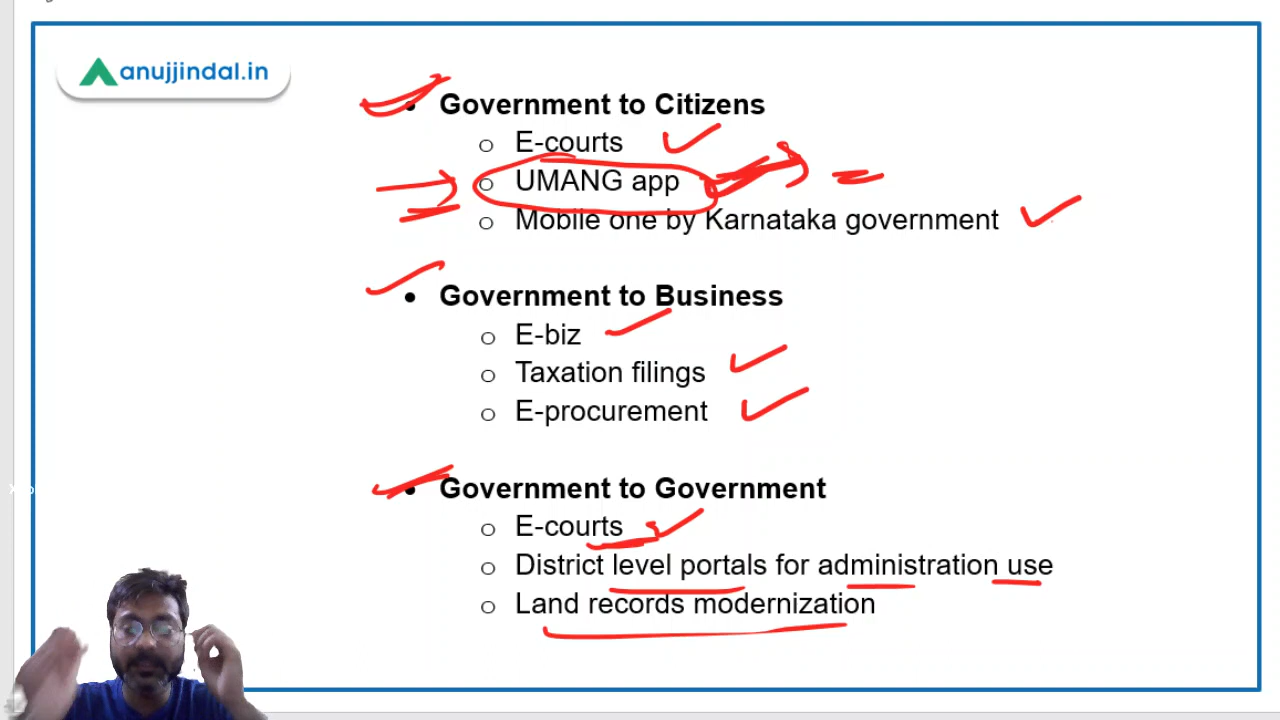 anujjindal.in
Government to Citizens
E-courts
UMANG app
Mobile one by Karnataka government
Government to Business
E-biz
Taxation filings
E-procurement
Government to Government
E-courts
District level portals for administration use
Land records modernization